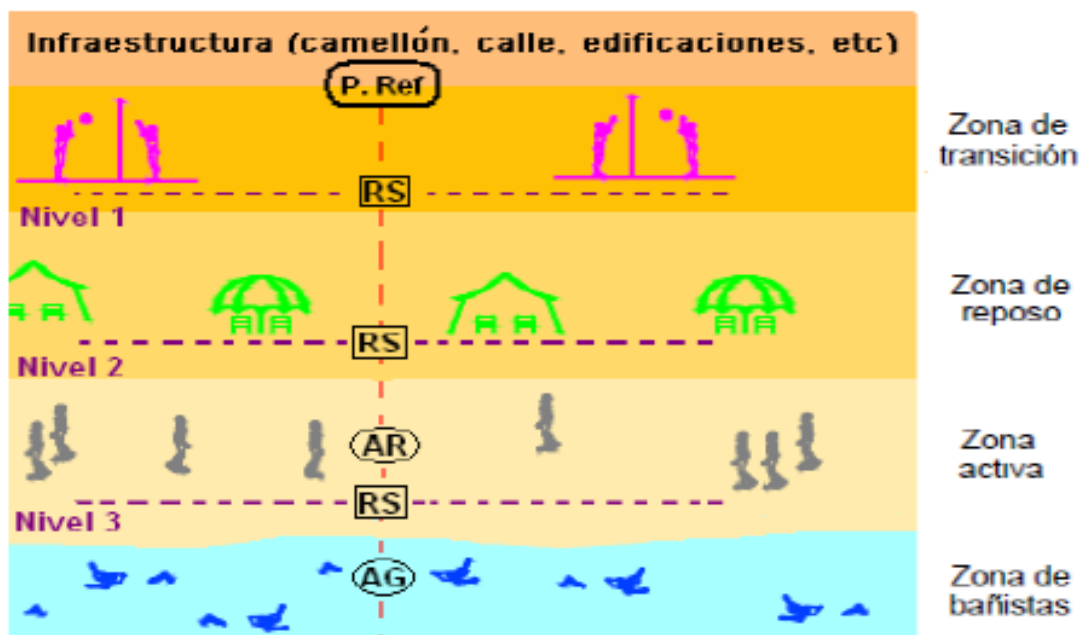 Infraestructura (camellón, calle, edificaciones, etc)
P. Ref
Zona de
transición
RS
Nivel 1
Zona de
reposo
RS
Nivel 2
AR
Zona
activa
RS
Nivel 3
AG
Zona de
bañistas